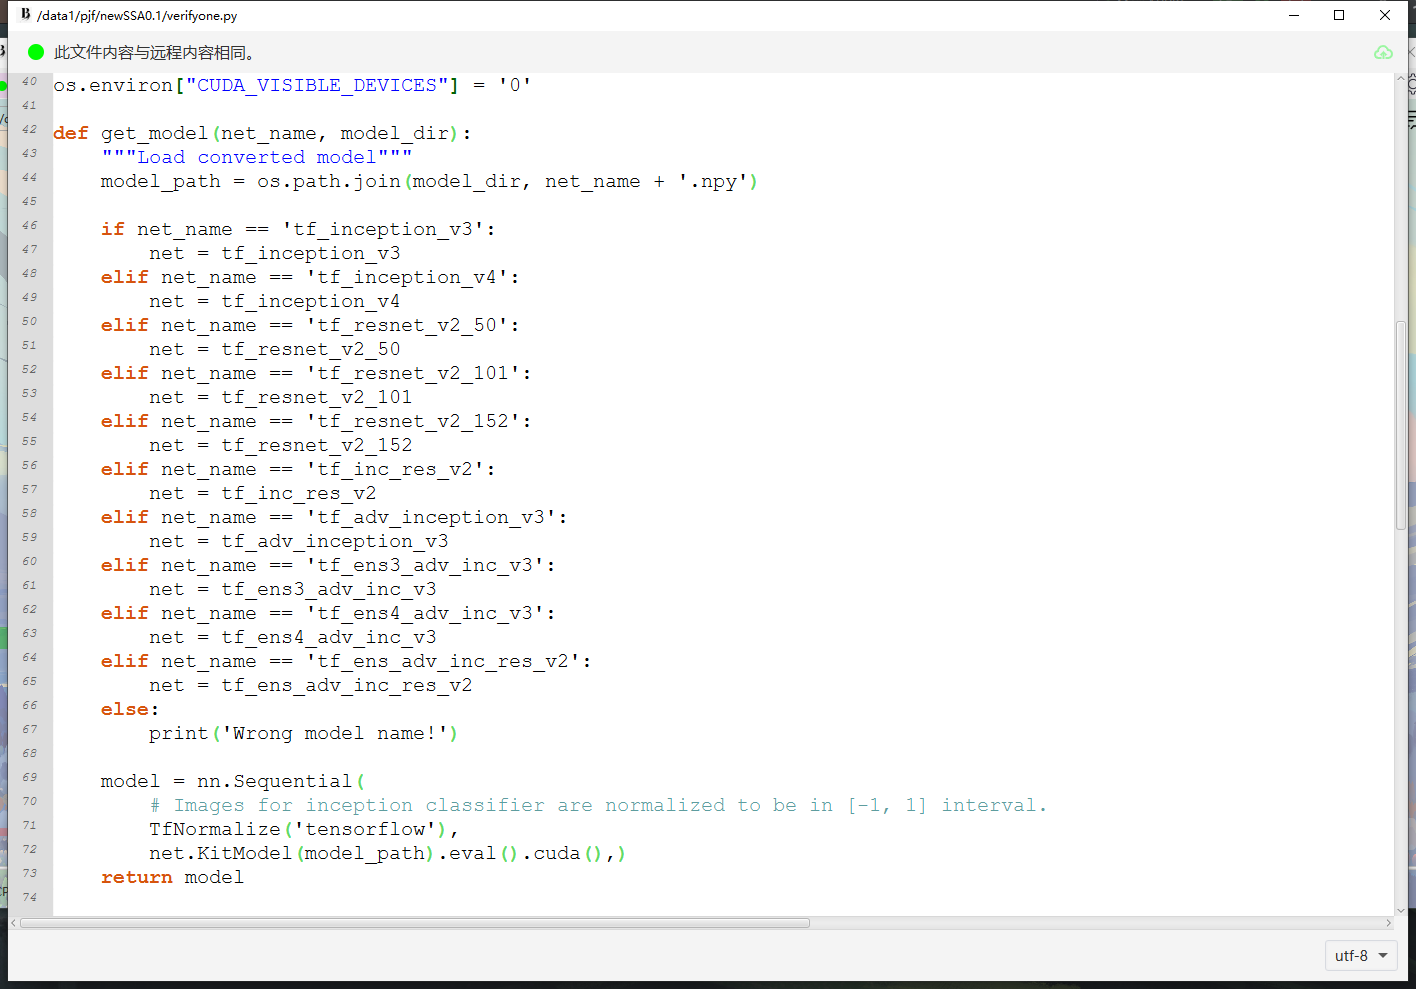 B /data1/pjf/newSSA0.1/verifyone.py
此文件内容与远程内容相同。
40 os.environ["CUDA_VISIBLE_DEVICES"] = '0'
41
42 def get_model(net_name, model_dir):
43     """Load converted model"""
44     model_path = os.path.join(model_dir, net_name + '.npy')
45
46     if net_name == 'tf_inception_v3':
47         net = tf_inception_v3
48     elif net_name == 'tf_inception_v4':
49         net = tf_inception_v4
50     elif net_name == 'tf_resnet_v2_50':
51         net = tf_resnet_v2_50
52     elif net_name == 'tf_resnet_v2_101':
53         net = tf_resnet_v2_101
54     elif net_name == 'tf_resnet_v2_152':
55         net = tf_resnet_v2_152
56     elif net_name == 'tf_inc_res_v2':
57         net = tf_inc_res_v2
58     elif net_name == 'tf_adv_inception_v3':
59         net = tf_adv_inception_v3
60     elif net_name == 'tf_ens3_adv_inc_v3':
61         net = tf_ens3_adv_inc_v3
62     elif net_name == 'tf_ens4_adv_inc_v3':
63         net = tf_ens4_adv_inc_v3
64     elif net_name == 'tf_ens_adv_inc_res_v2':
65         net = tf_ens_adv_inc_res_v2
66     else:
67         print('Wrong model name!')
68
69     model = nn.Sequential(
70         # Images for inception classifier are normalized to be in [-1, 1] interval.
71         TfNormalize('tensorflow'),
72         net.KitModel(model_path).eval().cuda(),)
73     return model
74
utf-8